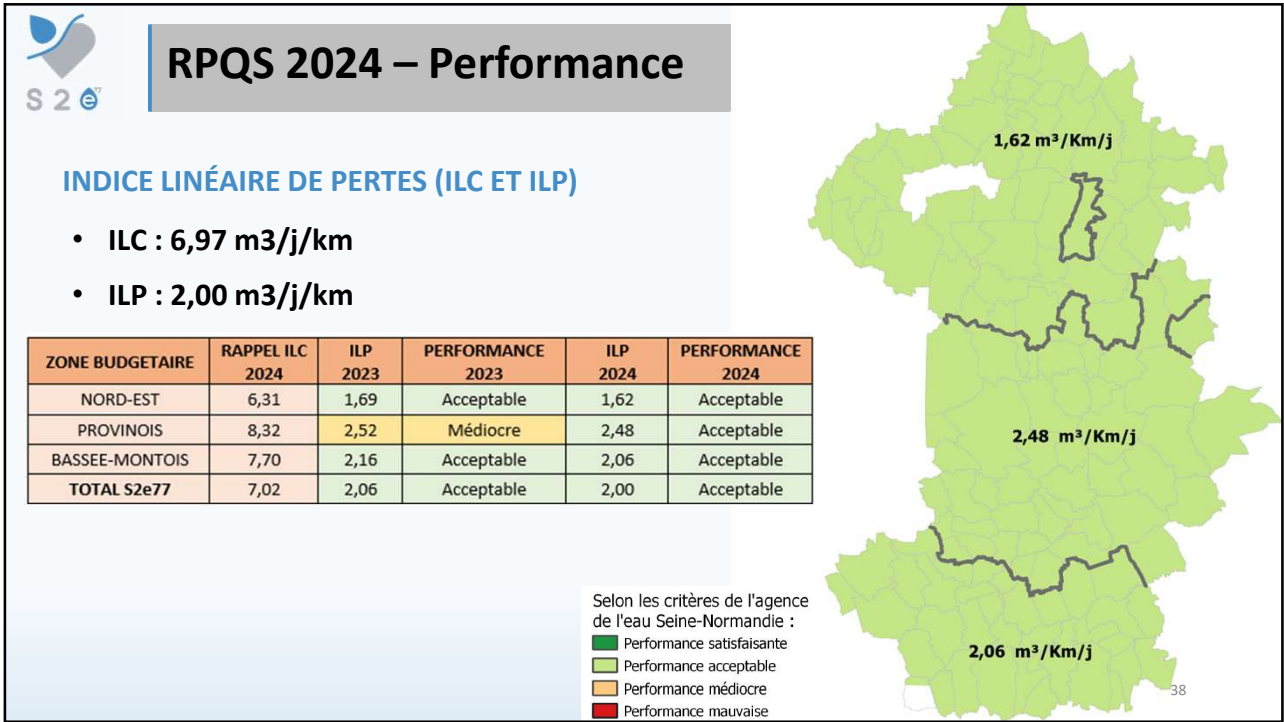 S2e77
RPQS 2024 – Performance
INDICE LINÉAIRE DE PERTES (ILC ET ILP)
• ILC : 6,97 m3/j/km
• ILP : 2,00 m3/j/km
ZONE BUDGETAIRE RAPPEL ILC 2024 ILP 2023 PERFORMANCE 2023 ILP 2024 PERFORMANCE 2024
NORD-EST 6,31 1,69 Acceptable 1,62 Acceptable
PROVINOIS 8,32 2,52 Médiocre 2,48 Acceptable
BASSEE-MONTOIS 7,70 2,16 Acceptable 2,06 Acceptable
TOTAL S2e77 7,02 2,06 Acceptable 2,00 Acceptable
1,62 m³/Km/j
2,48 m³/Km/j
2,06 m³/Km/j
Selon les critères de l'agence
de l'eau Seine-Normandie :
Performance satisfaisante
Performance acceptable
Performance médiocre
Performance mauvaise
38